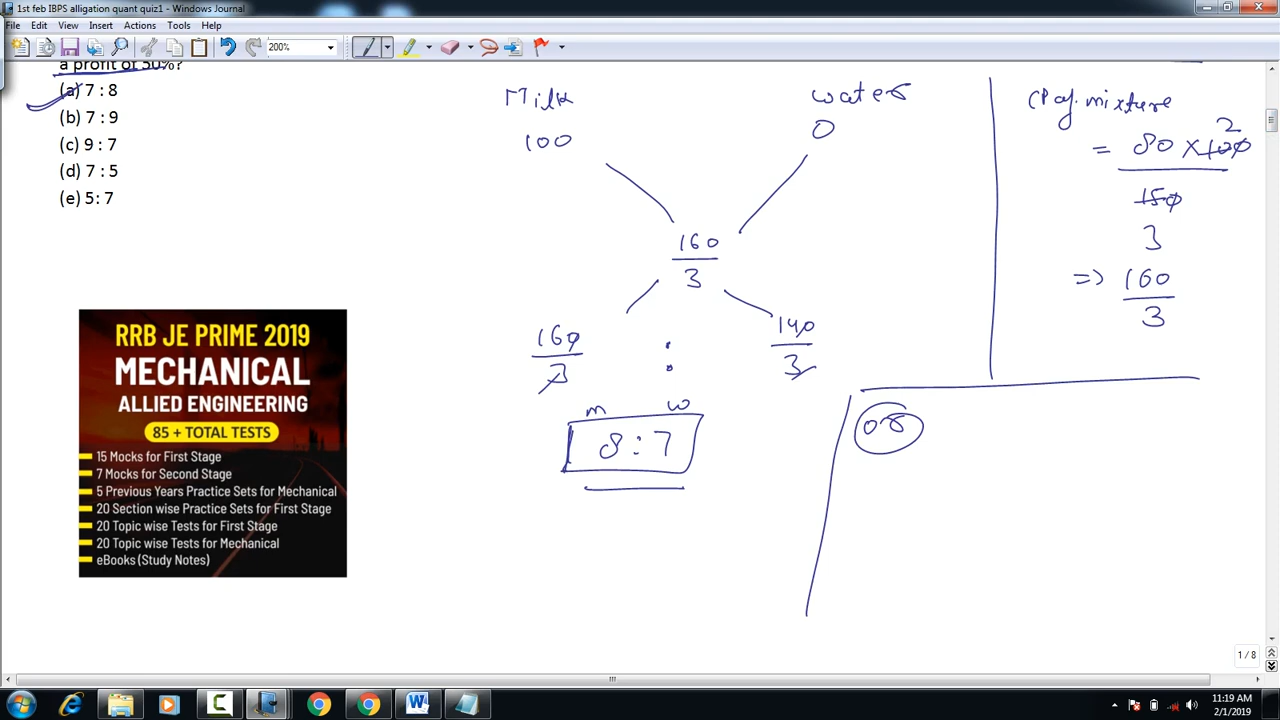 1st feb IBPS alligation quant quiz1 - Windows Journal
File Edit View Insert Actions Tools Help
200%
a profit of 50%?
(a) 7 : 8
(b) 7 : 9
(c) 9 : 7
(d) 7 : 5
(e) 5: 7
Milk water
100 0
160
3
160 : 140
3 3
m w
8 : 7
CP of mixture
2
= 80 × 100
150
3
=> 160
3
or
RRB JE PRIME 2019
MECHANICAL
ALLIED ENGINEERING
85 + TOTAL TESTS
15 Mocks for First Stage
7 Mocks for Second Stage
5 Previous Years Practice Sets for Mechanical
20 Section wise Practice Sets for First Stage
20 Topic wise Tests for First Stage
20 Topic wise Tests for Mechanical
eBooks (Study Notes)
1 / 8
11:19 AM
2/1/2019